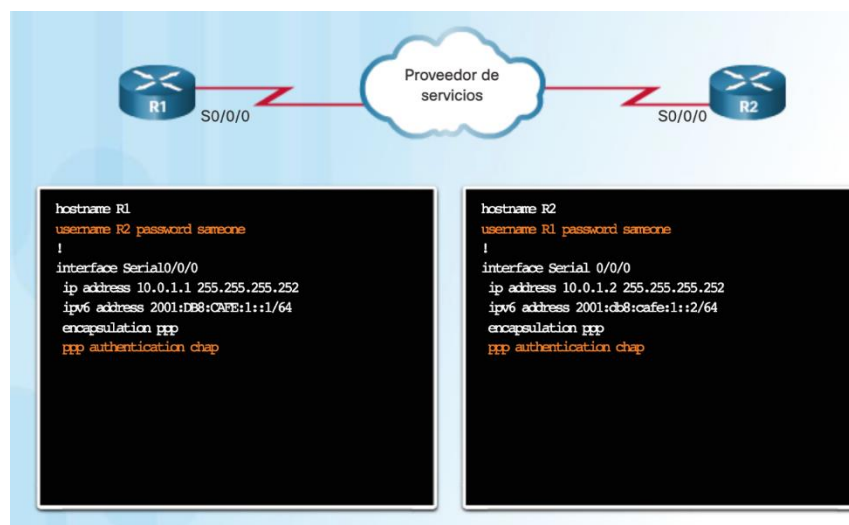 Proveedor de
servicios
R1
S0/0/0
S0/0/0
R2
hostname R1
username R2 password sameone
!
interface Serial0/0/0
ip address 10.0.1.1 255.255.255.252
ipv6 address 2001:DB8:CAFE:1::1/64
encapsulation ppp
ppp authentication chap
hostname R2
username R1 password sameone
!
interface Serial 0/0/0
ip address 10.0.1.2 255.255.255.252
ipv6 address 2001:db8:cafe:1::2/64
encapsulation ppp
ppp authentication chap